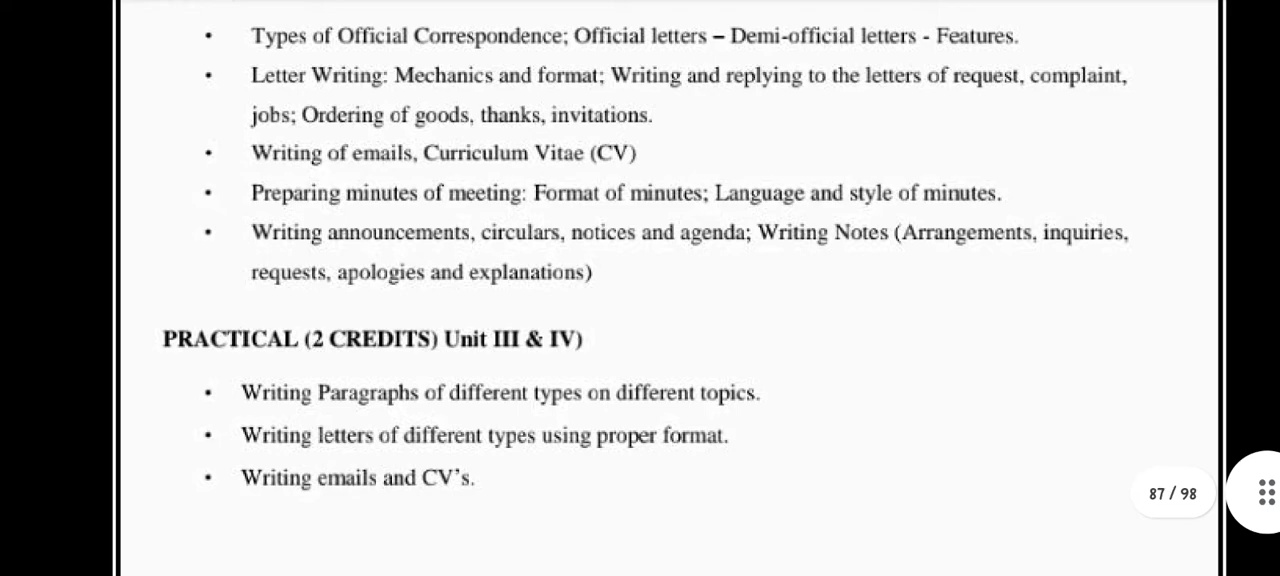 • Types of Official Correspondence; Official letters – Demi-official letters - Features.
• Letter Writing: Mechanics and format; Writing and replying to the letters of request, complaint,
jobs; Ordering of goods, thanks, invitations.
• Writing of emails, Curriculum Vitae (CV)
• Preparing minutes of meeting: Format of minutes; Language and style of minutes.
• Writing announcements, circulars, notices and agenda; Writing Notes (Arrangements, inquiries,
requests, apologies and explanations)
PRACTICAL (2 CREDITS) Unit III & IV)
• Writing Paragraphs of different types on different topics.
• Writing letters of different types using proper format.
• Writing emails and CV’s.
87 / 98